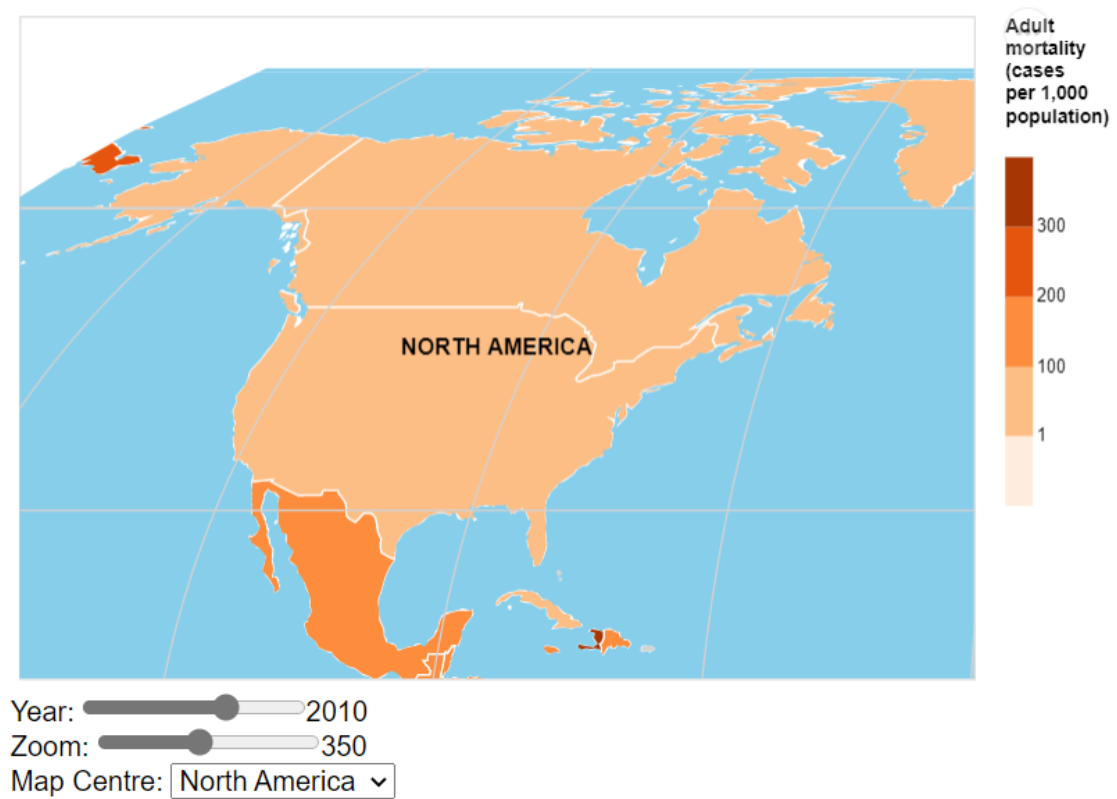 Adult
mortality
(cases
per 1,000
population)
300
200
100
1
NORTH AMERICA
Year: 2010
Zoom: 350
Map Centre: North America